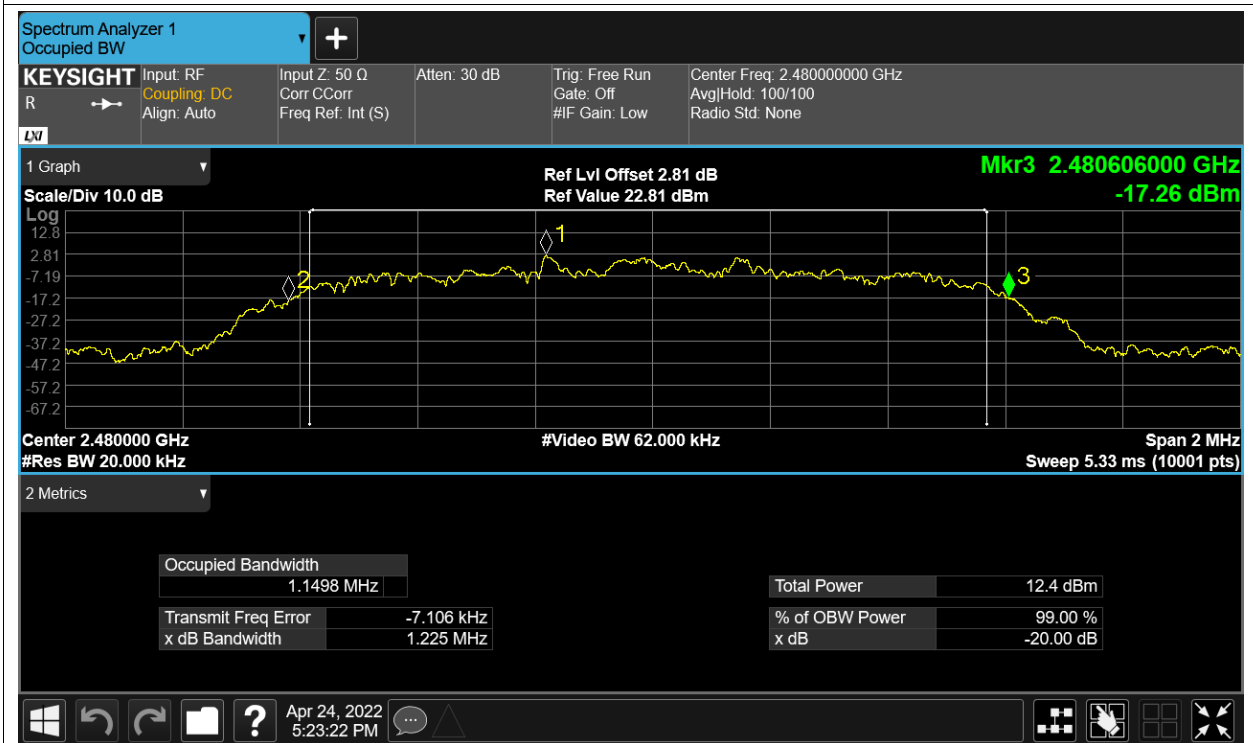 Spectrum Analyzer 1
Occupied BW
KEYSIGHT
R
LXI
Input: RF
Coupling: DC
Align: Auto
Input Z: 50 Ω
Corr CCorr
Freq Ref: Int (S)
Atten: 30 dB
Trig: Free Run
Gate: Off
#IF Gain: Low
Center Freq: 2.480000000 GHz
Avg|Hold: 100/100
Radio Std: None
1 Graph
Scale/Div 10.0 dB
Ref Lvl Offset 2.81 dB
Ref Value 22.81 dBm
Mkr3 2.480606000 GHz
-17.26 dBm
Log
12.8
2.81
-7.19
-17.2
-27.2
-37.2
-47.2
-57.2
-67.2
1
2
3
Center 2.480000 GHz
#Res BW 20.000 kHz
#Video BW 62.000 kHz
Span 2 MHz
Sweep 5.33 ms (10001 pts)
2 Metrics
Occupied Bandwidth
1.1498 MHz
Transmit Freq Error -7.106 kHz
x dB Bandwidth 1.225 MHz
Total Power 12.4 dBm
% of OBW Power 99.00 %
x dB -20.00 dB
?
Apr 24, 2022
5:23:22 PM